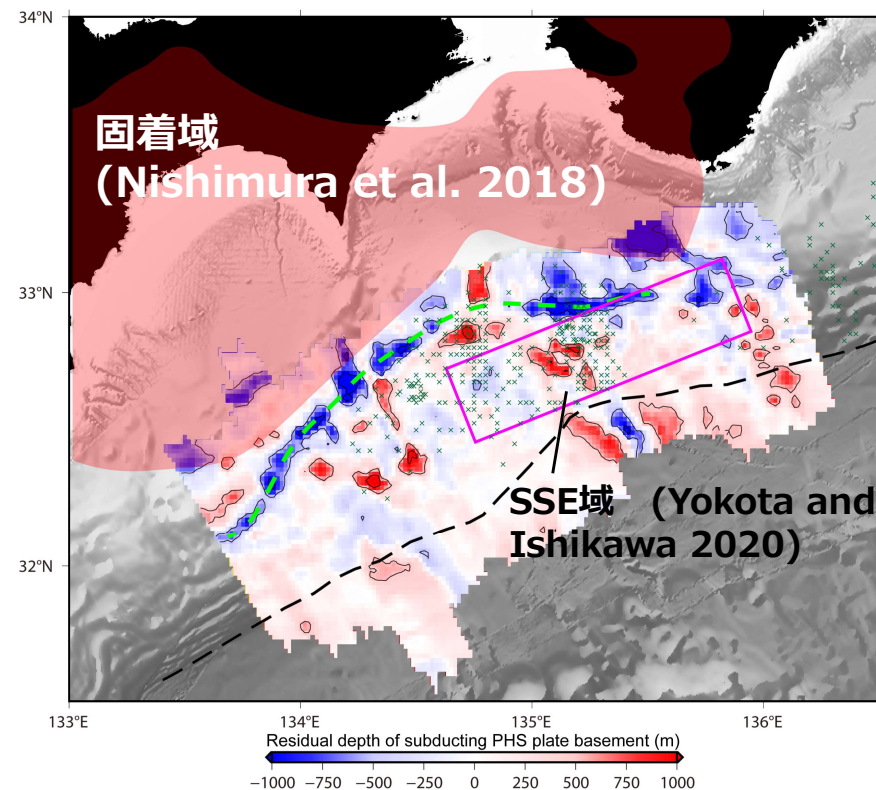 34°N
固着域
(Nishimura et al. 2018)
33°N
SSE域 (Yokota and
Ishikawa 2020)
32°N
133°E 134°E 135°E 136°E
Residual depth of subducting PHS plate basement (m)
−1000 −750 −500 −250 0 250 500 750 1000